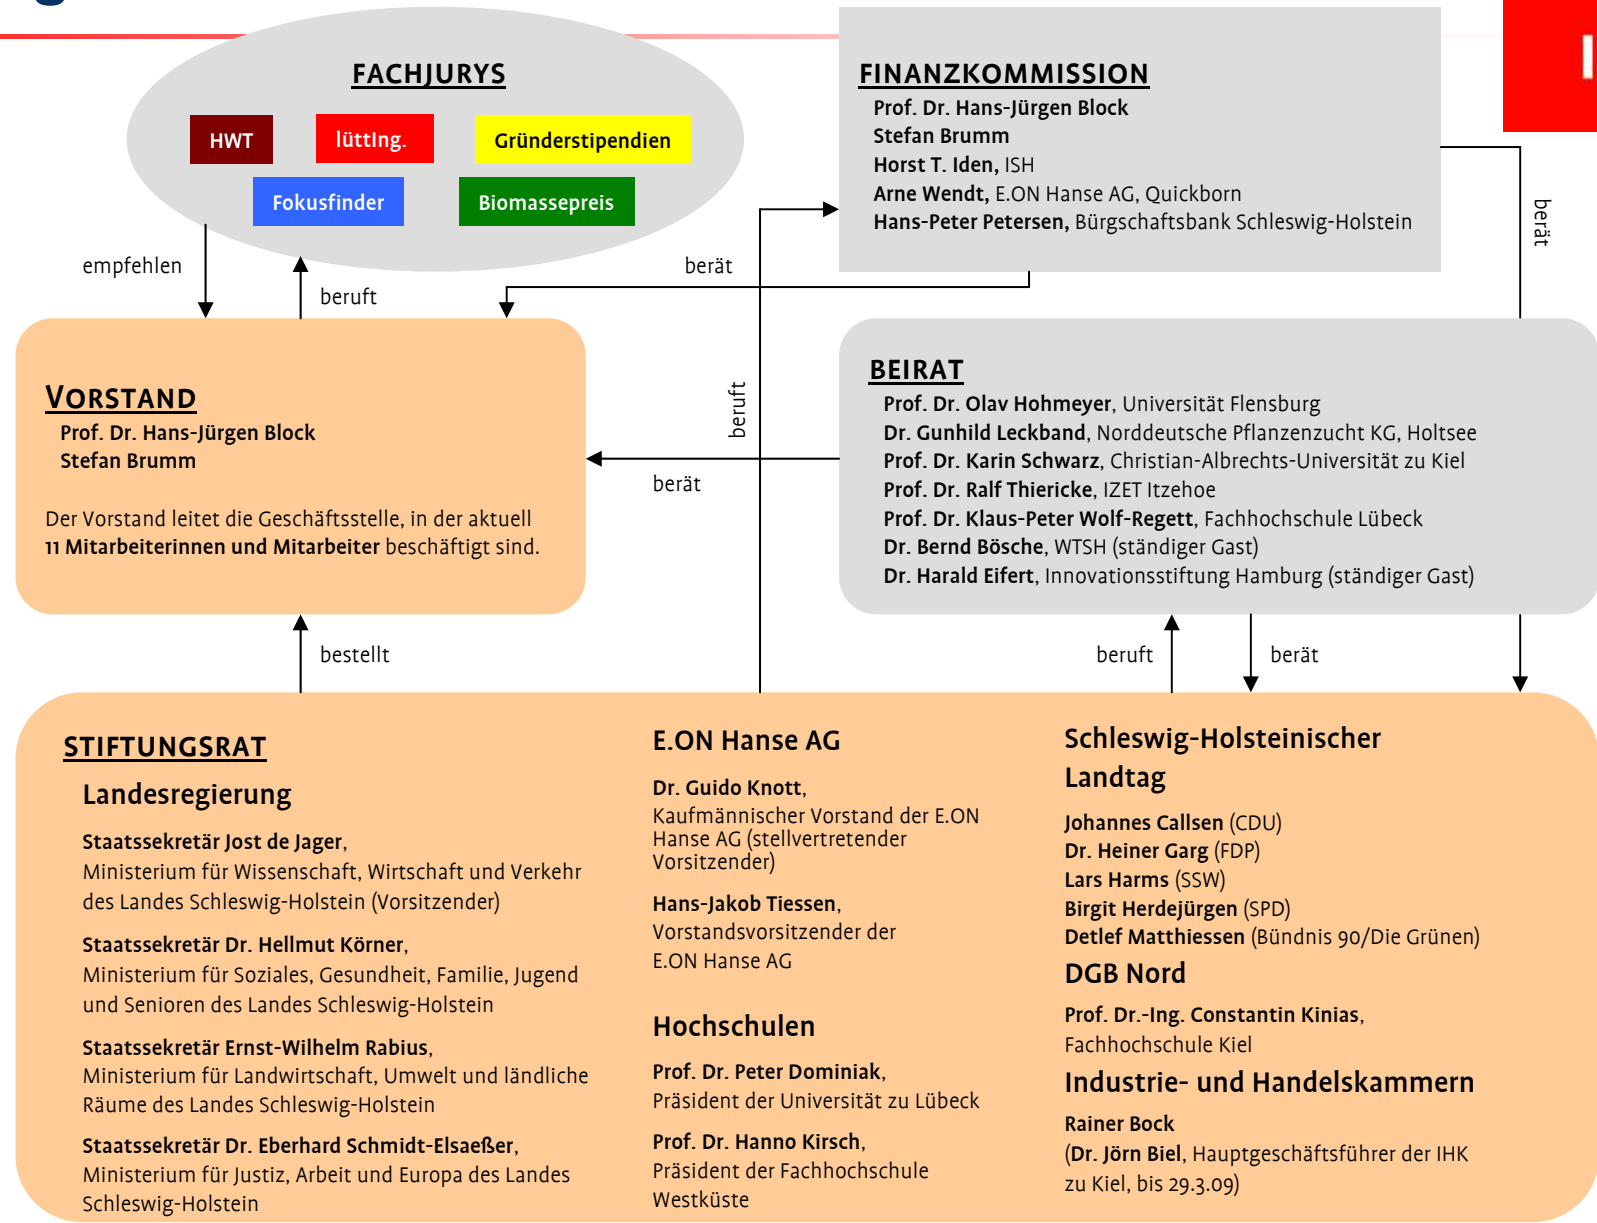 FACHJURYS
HWT
lüttIng.
Gründerstipendien
Fokusfinder
Biomassepreis
FINANZKOMMISSION
Prof. Dr. Hans-Jürgen Block
Stefan Brumm
Horst T. Iden, ISH
Arne Wendt, E.ON Hanse AG, Quickborn
Hans-Peter Petersen, Bürgschaftsbank Schleswig-Holstein
empfehlen
beruft
berät
berät
VORSTAND
Prof. Dr. Hans-Jürgen Block
Stefan Brumm
Der Vorstand leitet die Geschäftsstelle, in der aktuell
11 Mitarbeiterinnen und Mitarbeiter beschäftigt sind.
beruft
berät
BEIRAT
Prof. Dr. Olav Hohmeyer, Universität Flensburg
Dr. Gunhild Leckband, Norddeutsche Pflanzenzucht KG, Holtsee
Prof. Dr. Karin Schwarz, Christian-Albrechts-Universität zu Kiel
Prof. Dr. Ralf Thiericke, IZET Itzehoe
Prof. Dr. Klaus-Peter Wolf-Regett, Fachhochschule Lübeck
Dr. Bernd Bösche, WTSH (ständiger Gast)
Dr. Harald Eifert, Innovationsstiftung Hamburg (ständiger Gast)
bestellt
beruft
berät
STIFTUNGSRAT
Landesregierung
Staatssekretär Jost de Jager,
Ministerium für Wissenschaft, Wirtschaft und Verkehr
des Landes Schleswig-Holstein (Vorsitzender)
Staatssekretär Dr. Hellmut Körner,
Ministerium für Soziales, Gesundheit, Familie, Jugend
und Senioren des Landes Schleswig-Holstein
Staatssekretär Ernst-Wilhelm Rabius,
Ministerium für Landwirtschaft, Umwelt und ländliche
Räume des Landes Schleswig-Holstein
Staatssekretär Dr. Eberhard Schmidt-Elsaeßer,
Ministerium für Justiz, Arbeit und Europa des Landes
Schleswig-Holstein
E.ON Hanse AG
Dr. Guido Knott,
Kaufmännischer Vorstand der E.ON
Hanse AG (stellvertretender
Vorsitzender)
Hans-Jakob Tiessen,
Vorstandsvorsitzender der
E.ON Hanse AG
Hochschulen
Prof. Dr. Peter Dominiak,
Präsident der Universität zu Lübeck
Prof. Dr. Hanno Kirsch,
Präsident der Fachhochschule
Westküste
Schleswig-Holsteinischer
Landtag
Johannes Callsen (CDU)
Dr. Heiner Garg (FDP)
Lars Harms (SSW)
Birgit Herdejürgen (SPD)
Detlef Matthiessen (Bündnis 90/Die Grünen)
DGB Nord
Prof. Dr.-Ing. Constantin Kinias,
Fachhochschule Kiel
Industrie- und Handelskammern
Rainer Bock
(Dr. Jörn Biel, Hauptgeschäftsführer der IHK
zu Kiel, bis 29.3.09)